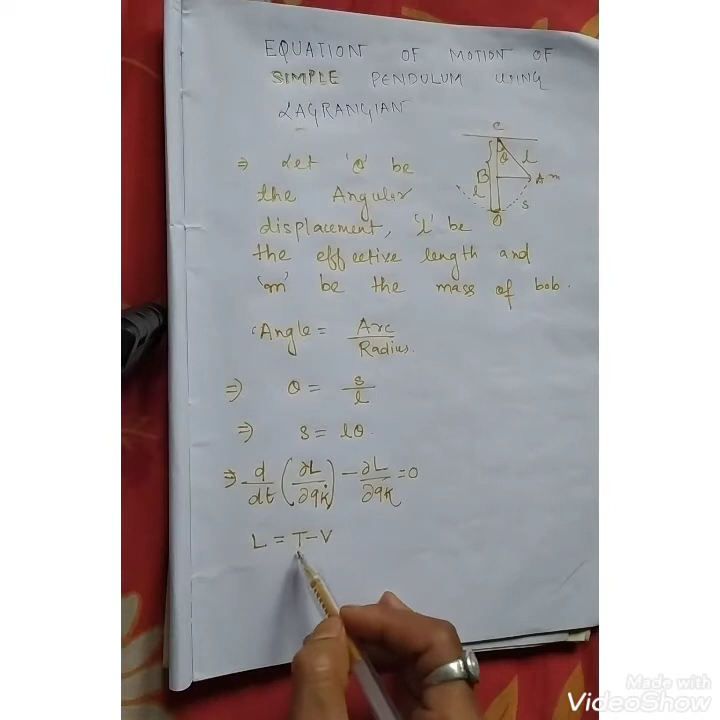 EQUATION OF MOTION OF
SIMPLE PENDULUM USING
LAGRANGIAN
⇒ Let 'θ' be
the Angular
displacement, 'l' be
the effective length and
'm' be the mass of bob.
C
θ l
B A m
l s
O
Angle = Arc / Radius.
⇒ θ = s / l
⇒ s = lθ.
⇒ d/dt (∂L/∂q̇k) − ∂L/∂qk = 0
L = T − V
Made with
VideoShow